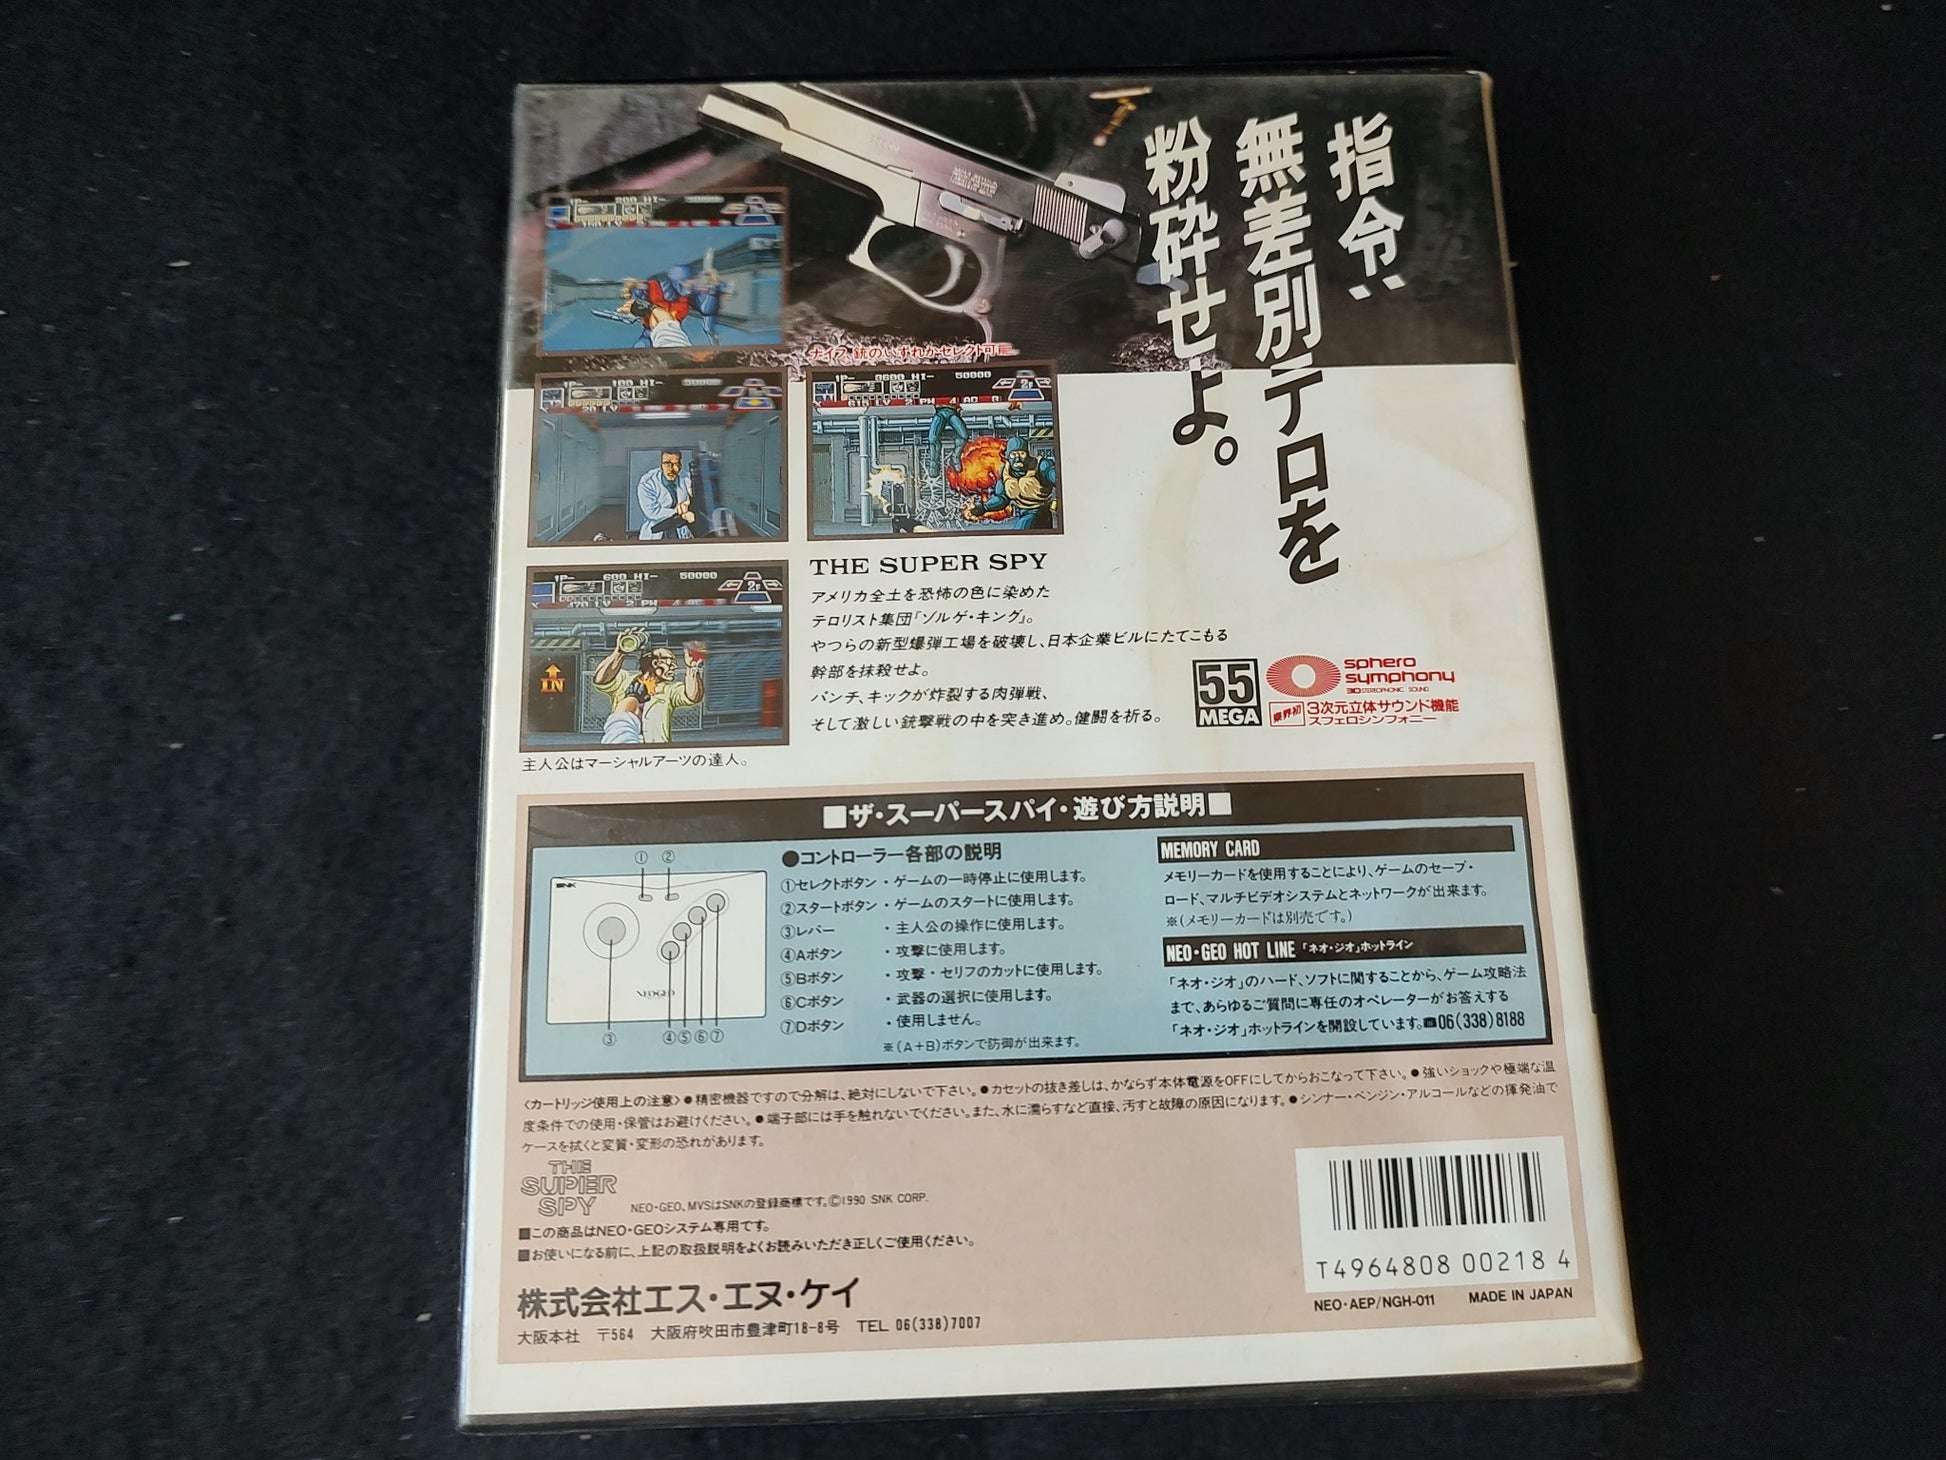 指令:
無差別テロを
粉砕せよ。
ナイフ、銃のいずれかセレクト可能
THE SUPER SPY
アメリカ全土を恐怖の色に染めた
テロリスト集団『ゾルゲ・キング』。
やつらの新型爆弾工場を破壊し、日本企業ビルにたてこもる
幹部を抹殺せよ。
パンチ、キックが炸裂する肉弾戦、
そして激しい銃撃戦の中を突き進め。健闘を祈る。
主人公はマーシャルアーツの達人。
55
MEGA
sphero
symphony
3D STEREOPHONIC SOUND
業界初
3次元立体サウンド機能
スフェロシンフォニー
■ザ・スーパースパイ・遊び方説明■
●コントローラー各部の説明
①セレクトボタン・ゲームの一時停止に使用します。
②スタートボタン・ゲームのスタートに使用します。
③レバー ・主人公の操作に使用します。
④Aボタン ・攻撃に使用します。
⑤Bボタン ・攻撃・セリフのカットに使用します。
⑥Cボタン ・武器の選択に使用します。
⑦Dボタン ・使用しません。
※(A+B)ボタンで防御が出来ます。
① ②
SNK
NEOGEO
③ ④⑤⑥⑦
MEMORY CARD
メモリーカードを使用することにより、ゲームのセーブ・
ロード、マルチビデオシステムとネットワークが出来ます。
※(メモリーカードは別売です。)
NEO・GEO HOT LINE 「ネオ・ジオ」ホットライン
「ネオ・ジオ」のハード、ソフトに関することから、ゲーム攻略法
まで、あらゆるご質問に専任のオペレーターがお答えする
「ネオ・ジオ」ホットラインを開設しています。☎06(338)8188
〈カートリッジ使用上の注意〉●精密機器ですので分解は、絶対にしないで下さい。●カセットの抜き差しは、かならず本体電源をOFFにしてからおこなって下さい。●強いショックや極端な温
度条件での使用・保管はお避けください。●端子部には手を触れないでください。また、水に濡らすなど直接、汚すと故障の原因になります。●シンナー・ベンジン・アルコールなどの揮発油で
ケースを拭くと変質・変形の恐れがあります。
THE
SUPER
SPY
NEO・GEO、MVSはSNKの登録商標です。©1990 SNK CORP.
■この商品はNEO・GEOシステム専用です。
■お使いになる前に、上記の取扱説明をよくお読みいただき正しくご使用ください。
株式会社エス・エヌ・ケイ
大阪本社 〒564 大阪府吹田市豊津町18-8号 TEL 06(338)7007
T4964808 00218 4
NEO・AEP/NGH-011 MADE IN JAPAN